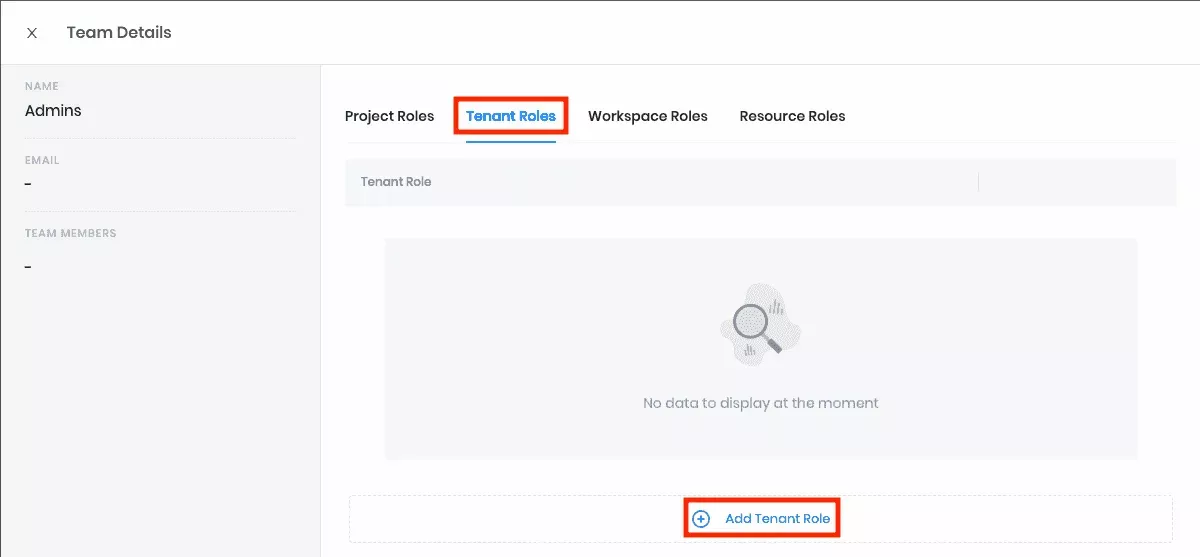 Team Details
NAME
Admins
EMAIL
-
TEAM MEMBERS
-
Project Roles Tenant Roles Workspace Roles Resource Roles
Tenant Role
No data to display at the moment
Add Tenant Role